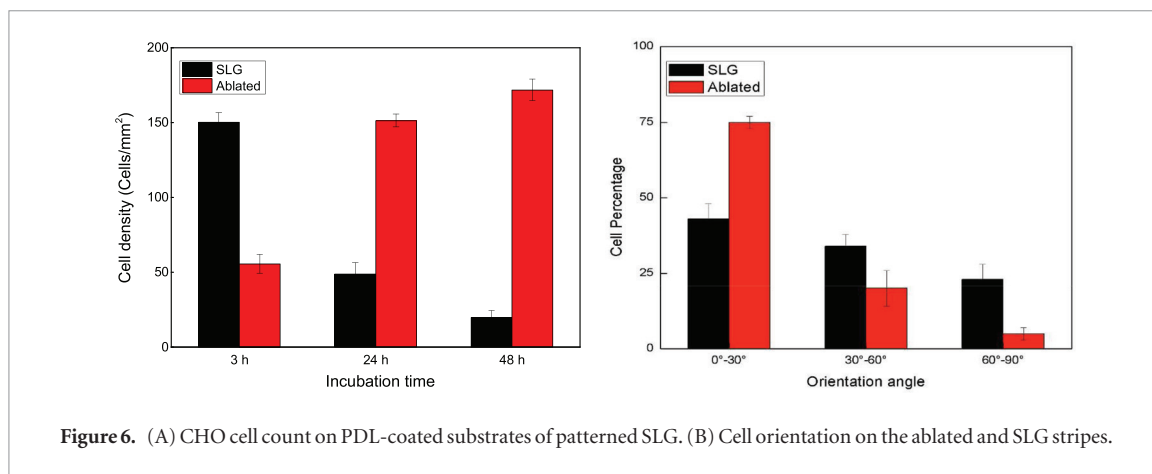 200
150
100
50
0
SLG
Ablated
Cell density (Cells/mm²)
3 h
24 h
48 h
Incubation time
100
75
50
25
0
SLG
Ablated
Cell Percentage
0°-30°
30°-60°
60°-90°
Orientation angle
Figure 6. (A) CHO cell count on PDL-coated substrates of patterned SLG. (B) Cell orientation on the ablated and SLG stripes.